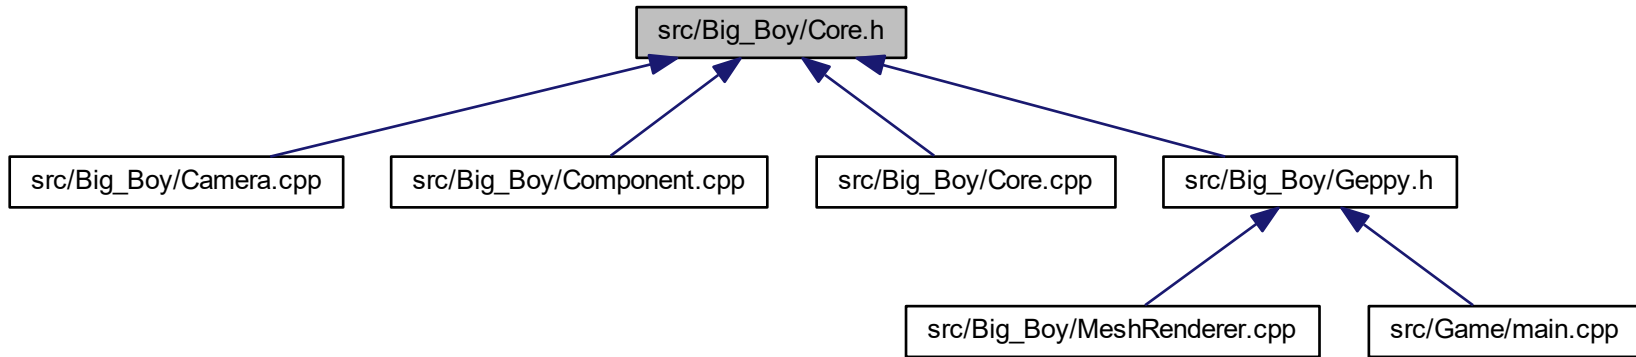 src/Big_Boy/Core.h
src/Big_Boy/Camera.cpp
src/Big_Boy/Component.cpp
src/Big_Boy/Core.cpp
src/Big_Boy/Geppy.h
src/Big_Boy/MeshRenderer.cpp
src/Game/main.cpp